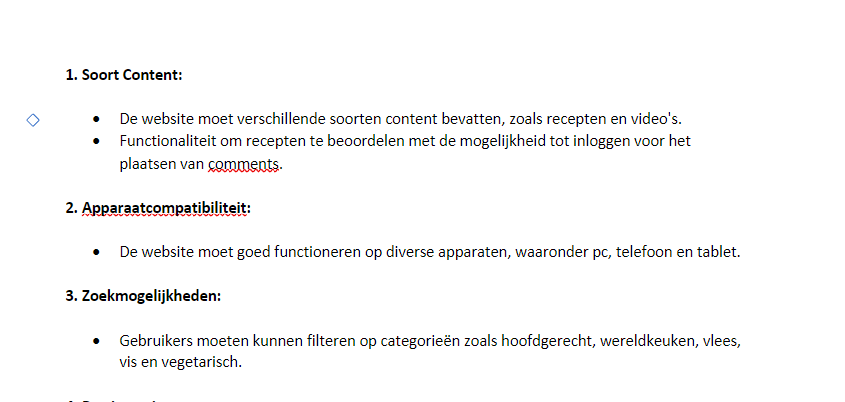 1. Soort Content:
• De website moet verschillende soorten content bevatten, zoals recepten en video's.
• Functionaliteit om recepten te beoordelen met de mogelijkheid tot inloggen voor het
plaatsen van comments.
2. Apparaatcompatibiliteit:
• De website moet goed functioneren op diverse apparaten, waaronder pc, telefoon en tablet.
3. Zoekmogelijkheden:
• Gebruikers moeten kunnen filteren op categorieën zoals hoofdgerecht, wereldkeuken, vlees,
vis en vegetarisch.